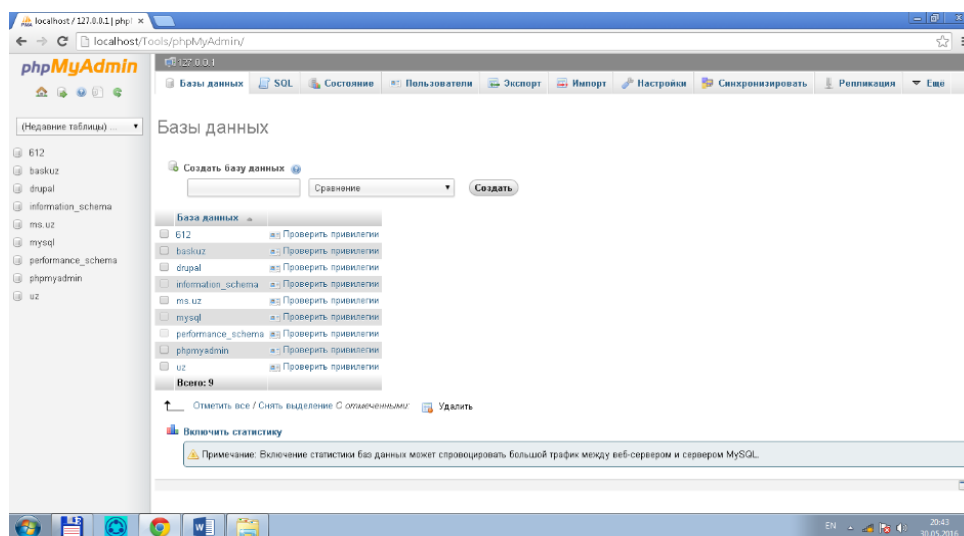 localhost / 127.0.0.1 | phpM
localhost/Tools/phpMyAdmin/
phpMyAdmin
127.0.0.1
Базы данных SQL Состояние Пользователи Экспорт Импорт Настройки Синхронизировать Репликация Ещё
(Недавние таблицы) ...
612
baskuz
drupal
information_schema
ms.uz
mysql
performance_schema
phpmyadmin
uz
Базы данных
Создать базу данных
Сравнение Создать
База данных
612 Проверить привилегии
baskuz Проверить привилегии
drupal Проверить привилегии
information_schema Проверить привилегии
ms.uz Проверить привилегии
mysql Проверить привилегии
performance_schema Проверить привилегии
phpmyadmin Проверить привилегии
uz Проверить привилегии
Всего: 9
Отметить все / Снять выделение С отмеченными: Удалить
Включить статистику
Примечание: Включение статистики баз данных может спровоцировать большой трафик между веб-сервером и сервером MySQL.
EN
20:43
30.05.2016